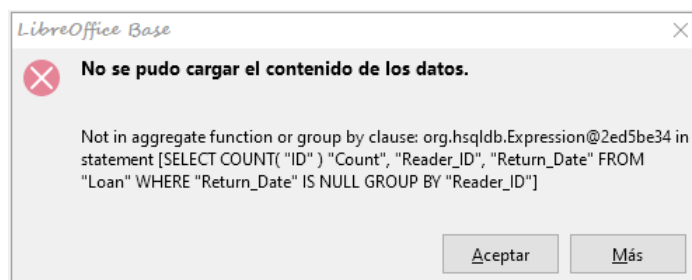 LibreOffice Base
No se pudo cargar el contenido de los datos.
Not in aggregate function or group by clause: org.hsqldb.Expression@2ed5be34 in
statement [SELECT COUNT( "ID" ) "Count", "Reader_ID", "Return_Date" FROM
"Loan" WHERE "Return_Date" IS NULL GROUP BY "Reader_ID"]
Aceptar
Más